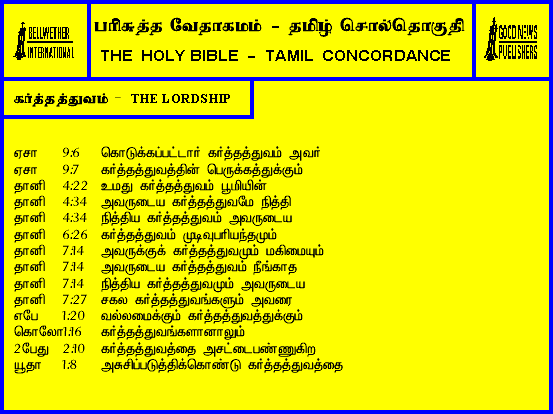 BELLWETHER
INTERNATIONAL
பரிசுத்த வேதாகமம் - தமிழ் சொல்தொகுதி
THE HOLY BIBLE - TAMIL CONCORDANCE
GOOD NEWS
PUBLISHERS
கர்த்தத்துவம் - THE LORDSHIP
ஏசா 9:6 கொடுக்கப்பட்டார் கர்த்தத்துவம் அவர்
ஏசா 9:7 கர்த்தத்துவத்தின் பெருக்கத்துக்கும்
தானி 4:22 உமது கர்த்தத்துவம் பூமியின்
தானி 4:34 அவருடைய கர்த்தத்துவமே நித்தி
தானி 4:34 நித்திய கர்த்தத்துவம் அவருடைய
தானி 6:26 கர்த்தத்துவம் முடிவுபரியந்தமும்
தானி 7:14 அவருக்குக் கர்த்தத்துவமும் மகிமையும்
தானி 7:14 அவருடைய கர்த்தத்துவம் நீங்காத
தானி 7:14 நித்திய கர்த்தத்துவமும் அவருடைய
தானி 7:27 சகல கர்த்தத்துவங்களும் அவரை
எபே 1:20 வல்லமைக்கும் கர்த்தத்துவத்துக்கும்
கொலோ1:16 கர்த்தத்துவங்களானாலும்
2பேது 2:10 கர்த்தத்துவத்தை அசட்டைபண்ணுகிற
யூதா 1:8 அசுசிப்படுத்திக்கொண்டு கர்த்தத்துவத்தை